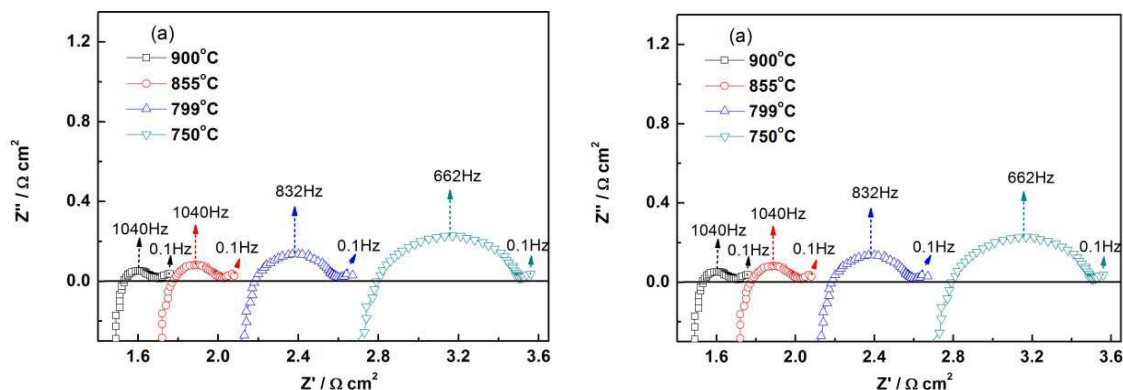 (a)
900°C
855°C
799°C
750°C
1.2
0.8
0.4
0.0
Z'' / Ω cm²
1040Hz
0.1Hz
1040Hz
0.1Hz
832Hz
0.1Hz
662Hz
0.1Hz
1.6 2.0 2.4 2.8 3.2 3.6
Z' / Ω cm²
(a)
900°C
855°C
799°C
750°C
1.2
0.8
0.4
0.0
Z'' / Ω cm²
1040Hz
0.1Hz
1040Hz
0.1Hz
832Hz
0.1Hz
662Hz
0.1Hz
1.6 2.0 2.4 2.8 3.2 3.6
Z' / Ω cm²